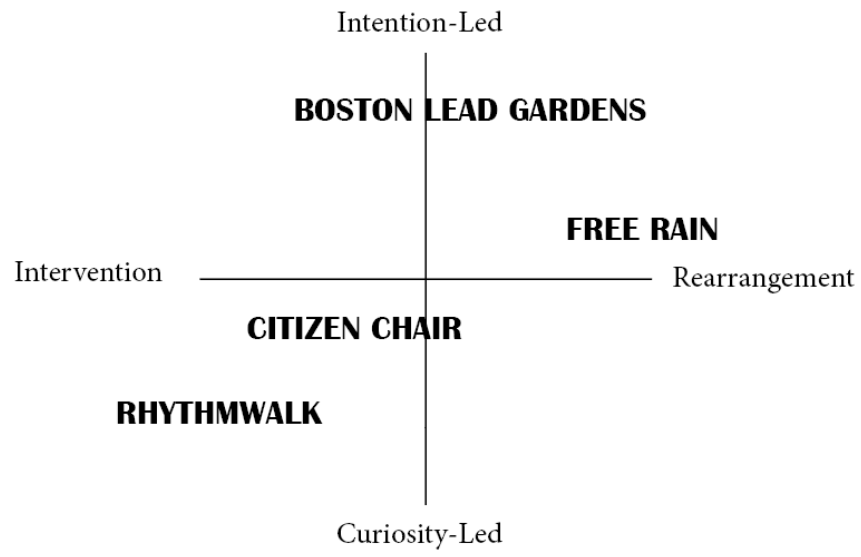 Intention-Led
BOSTON LEAD GARDENS
FREE RAIN
Intervention
Rearrangement
CITIZEN CHAIR
RHYTHMWALK
Curiosity-Led